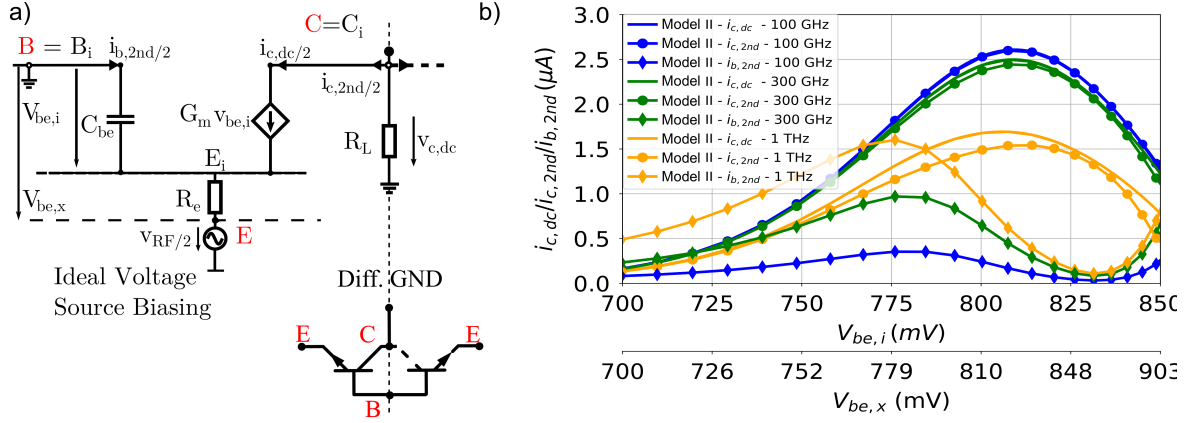 a)
C=Cᵢ
B = Bᵢ
i_b,2nd/2
i_c,dc/2
i_c,2nd/2
V_be,i
C_be
G_m v_be,i
R_L
v_c,dc
E_i
V_be,x
R_e
v_RF/2
E
Ideal Voltage
Source Biasing
Diff. GND
E
C
E
B
b)
i_c,dc/i_c,2nd/i_b,2nd (μA)
3.0
2.5
2.0
1.5
1.0
0.5
0.0
Model II - i_c,dc - 100 GHz
Model II - i_c,2nd - 100 GHz
Model II - i_b,2nd - 100 GHz
Model II - i_c,dc - 300 GHz
Model II - i_c,2nd - 300 GHz
Model II - i_b,2nd - 300 GHz
Model II - i_c,dc - 1 THz
Model II - i_c,2nd - 1 THz
Model II - i_b,2nd - 1 THz
700 725 750 775 800 825 850
V_be,i (mV)
700 726 752 779 810 848 903
V_be,x (mV)